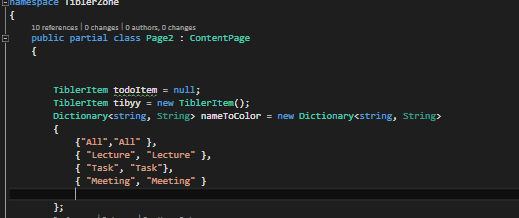 namespace TiblerZone
{
10 references | 0 changes | 0 authors, 0 changes
public partial class Page2 : ContentPage
{
TiblerItem todoItem = null;
TiblerItem tibyy = new TiblerItem();
Dictionary<string, String> nameToColor = new Dictionary<string, String>
{
{"All","All" },
{ "Lecture", "Lecture" },
{ "Task", "Task"},
{ "Meeting", "Meeting" }
};